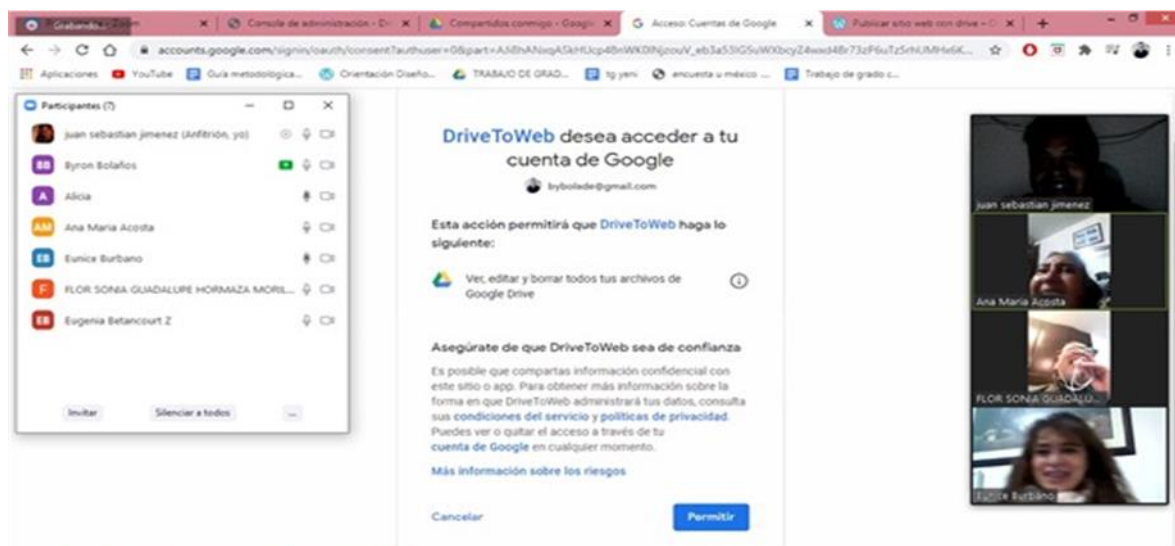 Grabando...
Zoom
Consola de administración - Dri
Compartidos conmigo - Google
Acceso: Cuentas de Google
Publicar sitio web con drive – D
accounts.google.com/signin/oauth/consent?authuser=0&part=
Aplicaciones
YouTube
Guía metodológica...
Orientación Diseño...
TRABAJO DE GRAD...
tg yeni
encuesta u méxico ...
Trabajo de grado c...
Participantes (7)
juan sebastian jimenez (Anfitrión, yo)
BB Byron Bolaños
A Alicia
AM Ana Maria Acosta
EB Eunice Burbano
F FLOR SONIA GUADALUPE HORMAZA MORIL...
EB Eugenia Betancourt Z
Invitar
Silenciar a todos
...
DriveToWeb desea acceder a tu
cuenta de Google
bybolade@gmail.com
Esta acción permitirá que DriveToWeb haga lo
siguiente:
Ver, editar y borrar todos tus archivos de
Google Drive
Asegúrate de que DriveToWeb sea de confianza
Es posible que compartas información confidencial con
este sitio o app. Para obtener más información sobre la
forma en que DriveToWeb administrará tus datos, consulta
sus condiciones del servicio y políticas de privacidad.
Puedes ver o quitar el acceso a través de tu
cuenta de Google en cualquier momento.
Más información sobre los riesgos
Cancelar
Permitir
juan sebastian jimenez
Ana Maria Acosta
FLOR SONIA GUADALU...
Eunice Burbano